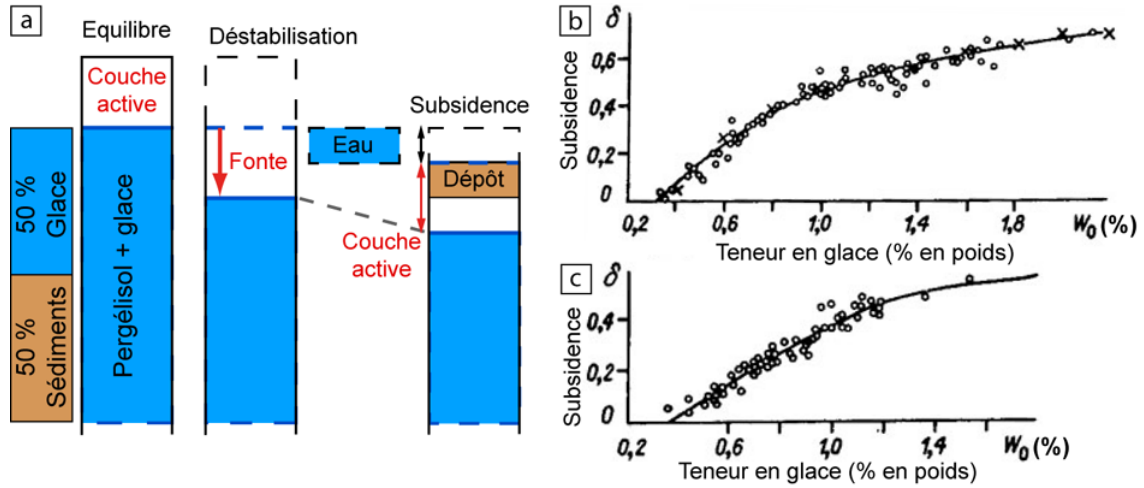 a
Equilibre
Déstabilisation
Couche
active
Subsidence
Eau
Fonte
Dépôt
Couche
active
50 %
Glace
50 %
Sédiments
Pergélisol + glace
b
δ
Subsidence
0,6
0,4
0,2
0
0,2 0,6 1,0 1,4 1,8 W₀ (%)
Teneur en glace (% en poids)
c
δ
Subsidence
0,4
0,2
0
0,2 0,6 1,0 1,4 W₀ (%)
Teneur en glace (% en poids)